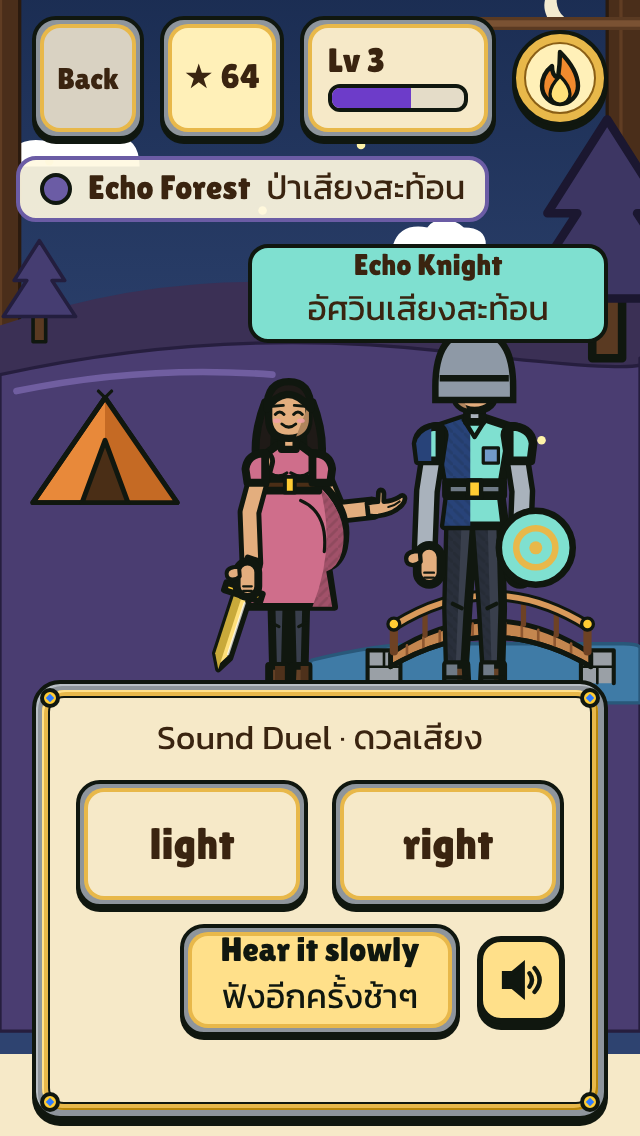 Back
★ 64
Lv 3
Echo Forest ป่าเสียงสะท้อน
Echo Knight
อัศวินเสียงสะท้อน
Sound Duel · ดวลเสียง
light
right
Hear it slowly
ฟังอีกครั้งช้าๆ